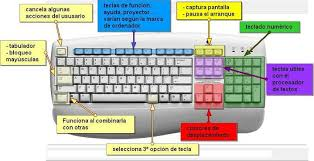 cancela algunas
acciones del usuario
teclas de función,
ayuda, proyector...
varían según la marca
de ordenador
- captura pantalla
- pausa el arranque
teclado numérico
- tabulador
- bloqueo
mayúsculas
teclas útiles
con el
procesador
de textos
Funciona al combinarla
con otras
selecciona 3ª opción de tecla
cursores de
desplazamiento